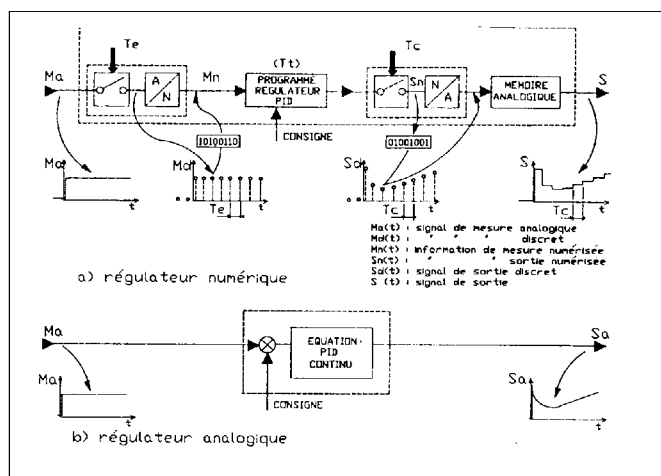 Te
Tc
Ma
A
N
Mn
(Tt)
PROGRAMME
REGULATEUR
PID
Sn
N
A
MEMOIRE
ANALOGIQUE
S
10100110
CONSIGNE
01001001
Ma
t
Md
Te
t
Sd
Tc
t
S
Tc
t
Ma(t) : signal de mesure analogique
Md(t) : " " " discret
Mn(t) : information de mesure numérisée
Sn(t) : " " sortie numérisée
Sd(t) : signal de sortie discret
S (t) : signal de sortie
a) régulateur numérique
Ma
EQUATION-
PID
CONTINU
Sa
Ma
t
CONSIGNE
Sa
t
b) régulateur analogique